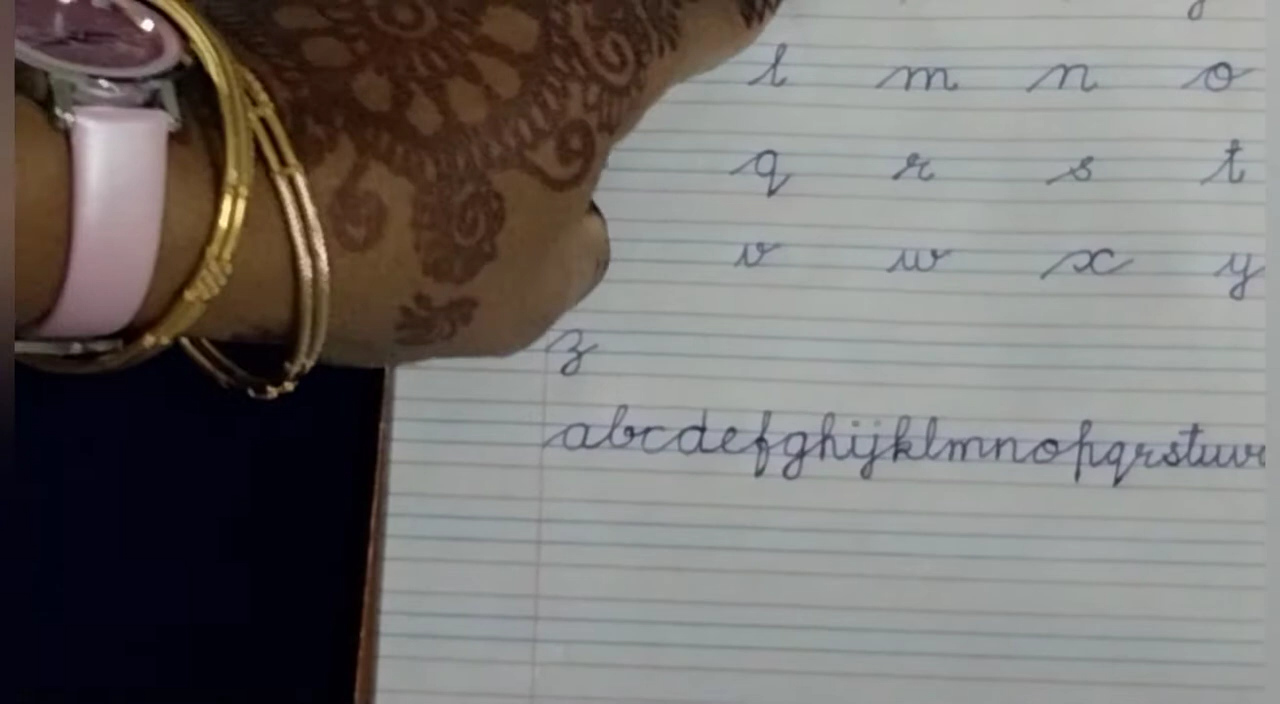 l m n o
q r s t
v w x y
z
abcdefghijklmnopqrstuv